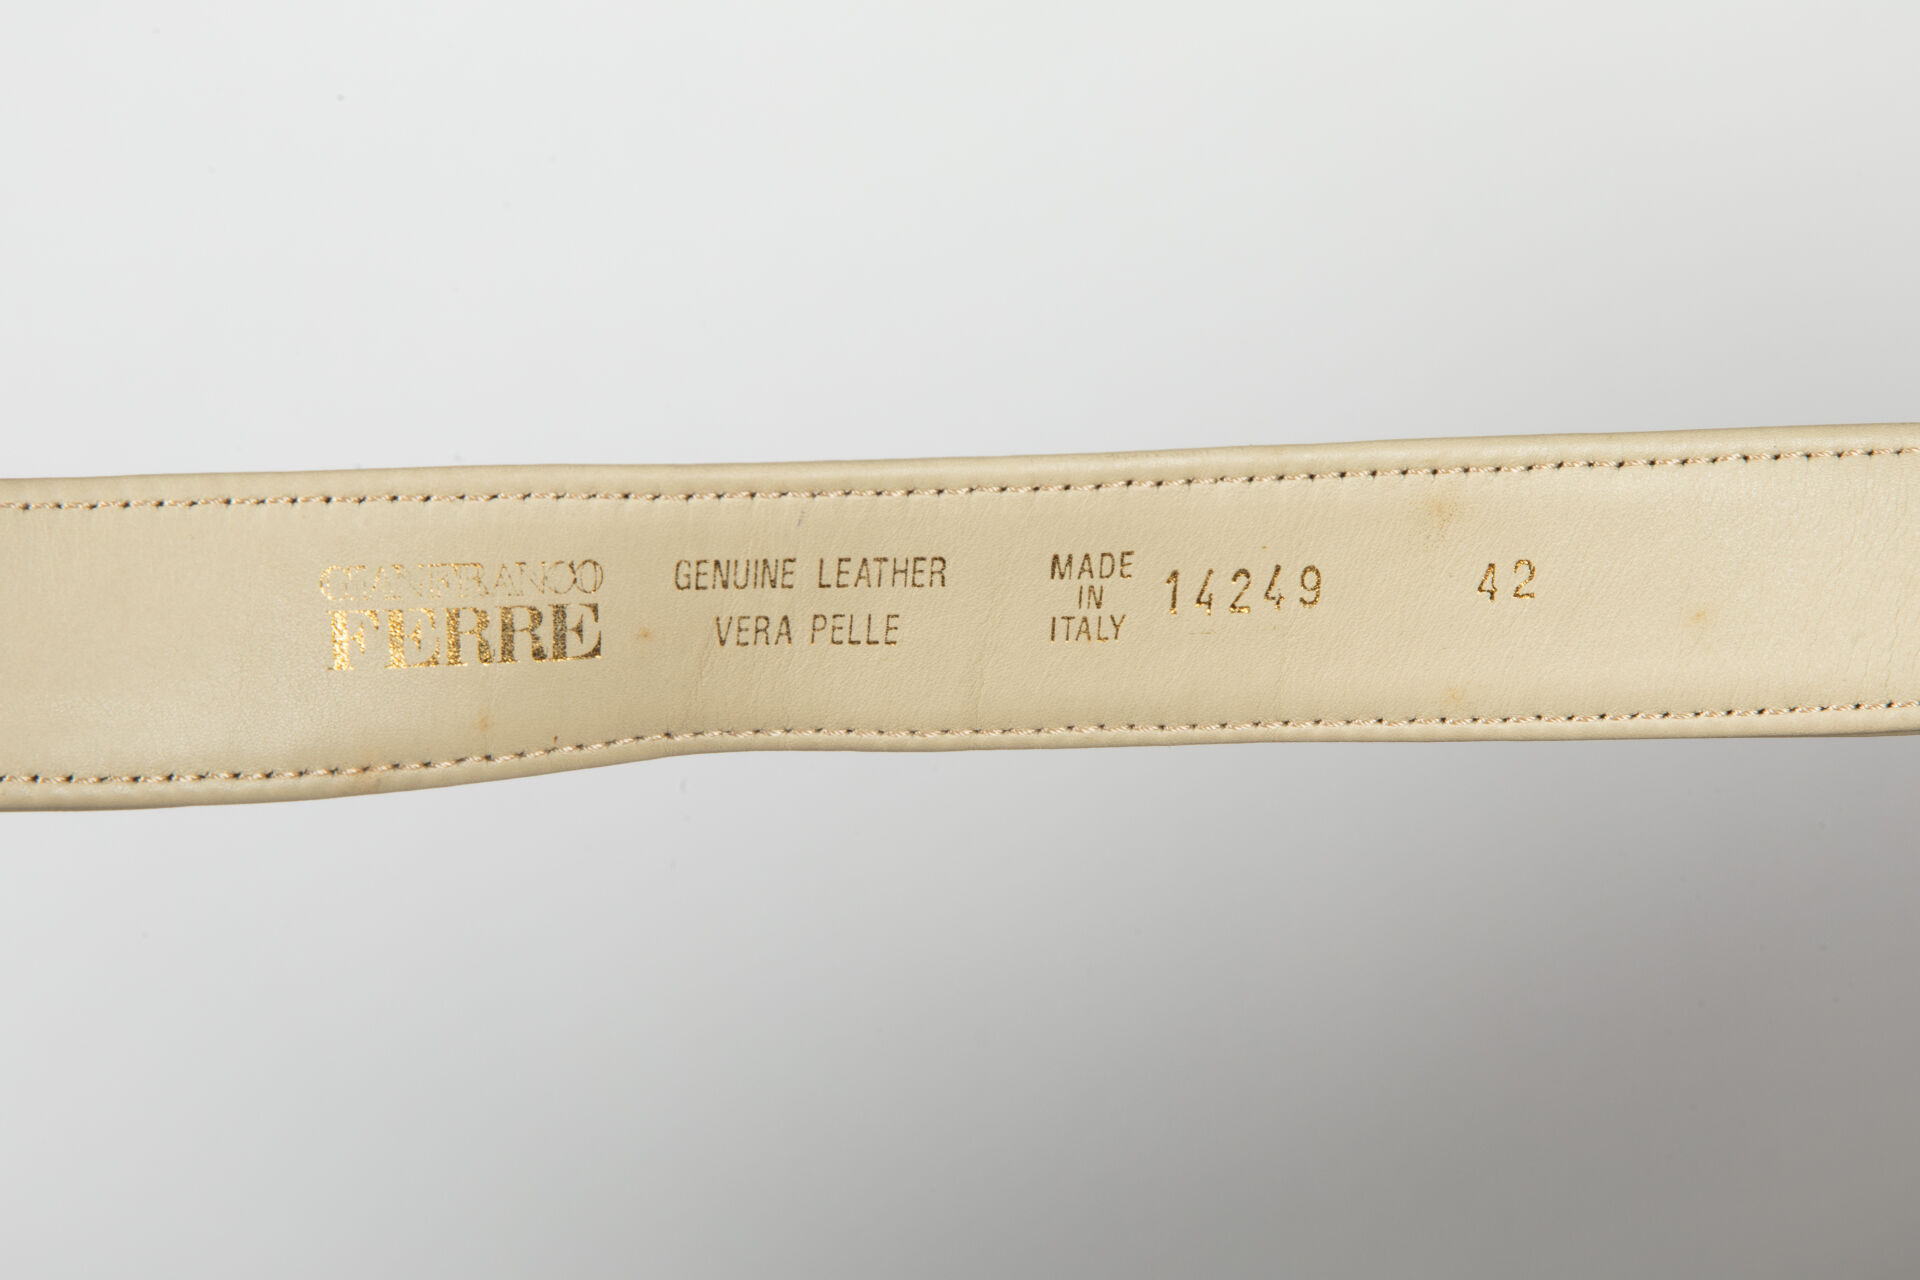 GIANFRANCO
FERRE
GENUINE LEATHER
VERA PELLE
MADE
IN
ITALY
14249
42